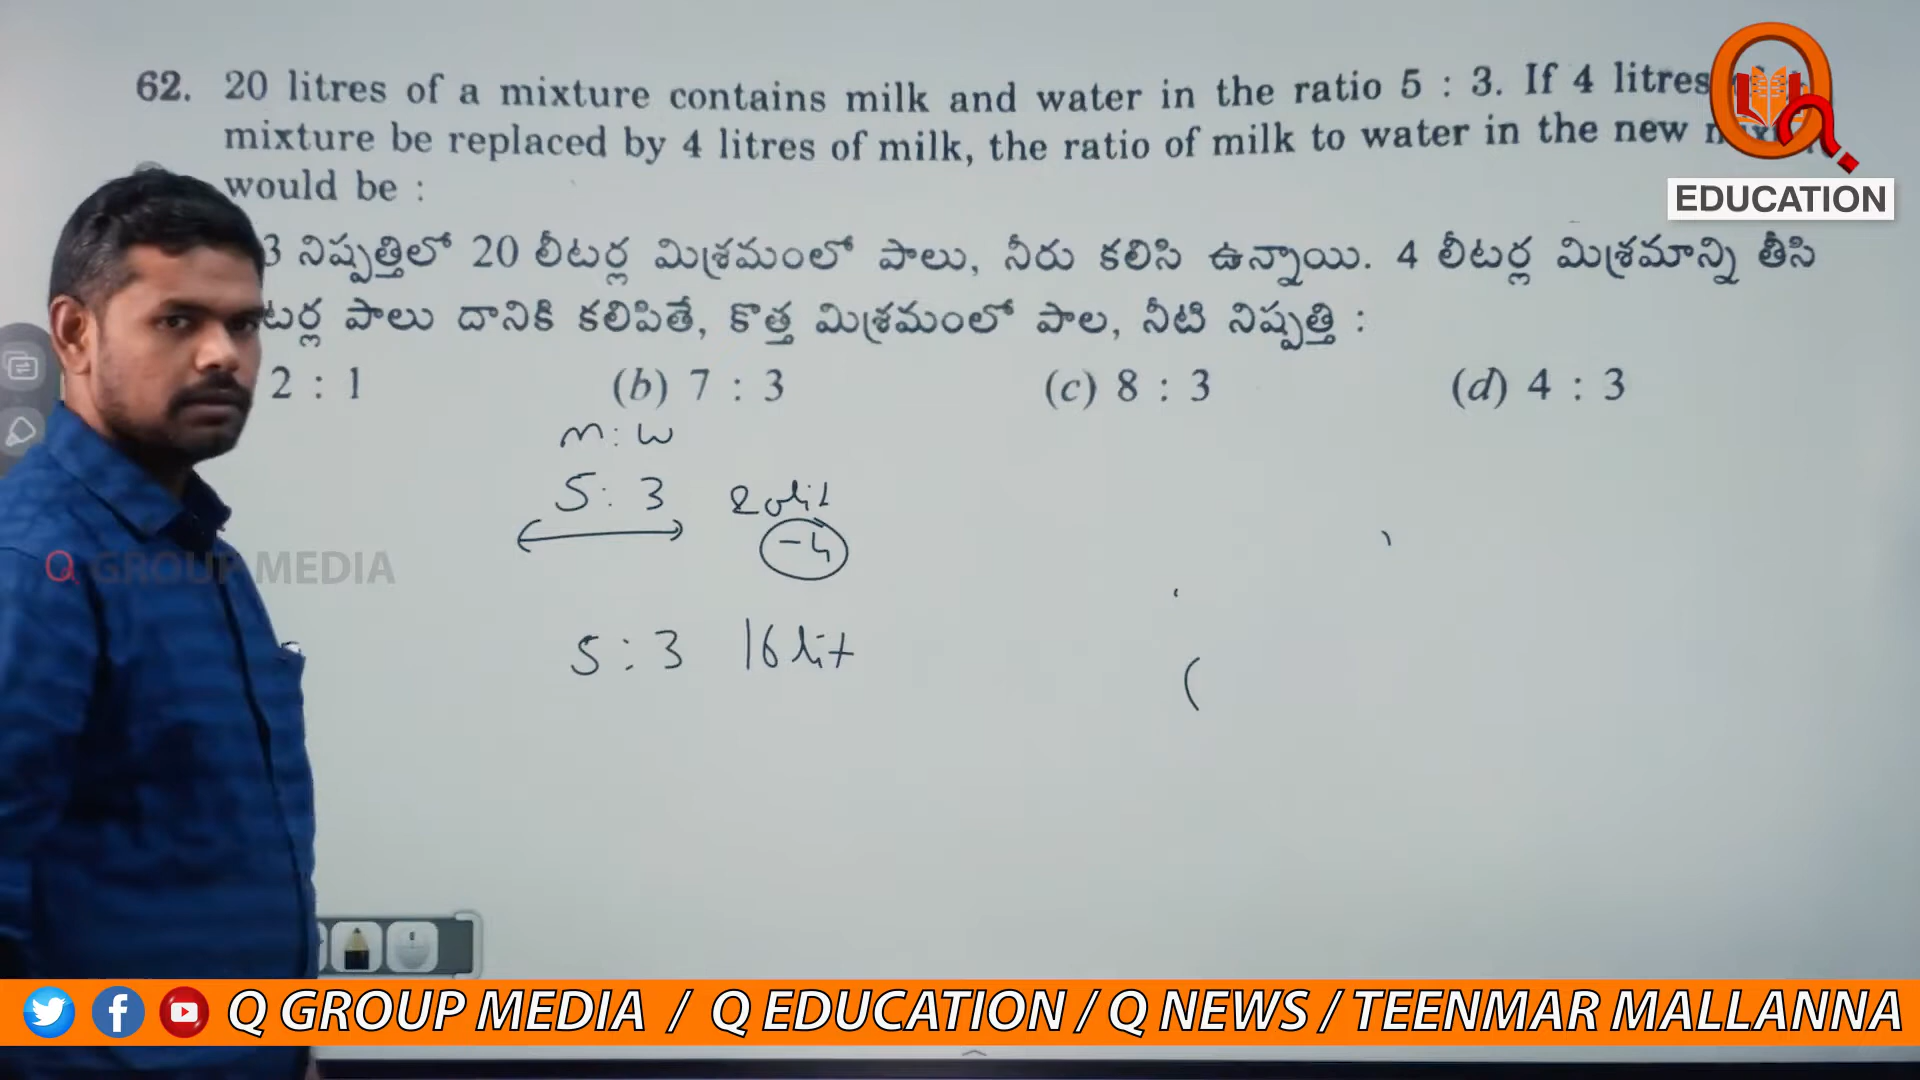 62. 20 litres of a mixture contains milk and water in the ratio 5 : 3. If 4 litres
mixture be replaced by 4 litres of milk, the ratio of milk to water in the new
would be :
3 నిష్పత్తిలో 20 లీటర్ల మిశ్రమంలో పాలు, నీరు కలిసి ఉన్నాయి. 4 లీటర్ల మిశ్రమాన్ని తీసి
టర్ల పాలు దానికి కలిపితే, కొత్త మిశ్రమంలో పాల, నీటి నిష్పత్తి :
2 : 1 (b) 7 : 3 (c) 8 : 3 (d) 4 : 3
m : w
5 : 3 20lit
-4
5 : 3 16 lit
(
EDUCATION
Q GROUP MEDIA
Q GROUP MEDIA / Q EDUCATION / Q NEWS / TEENMAR MALLANNA